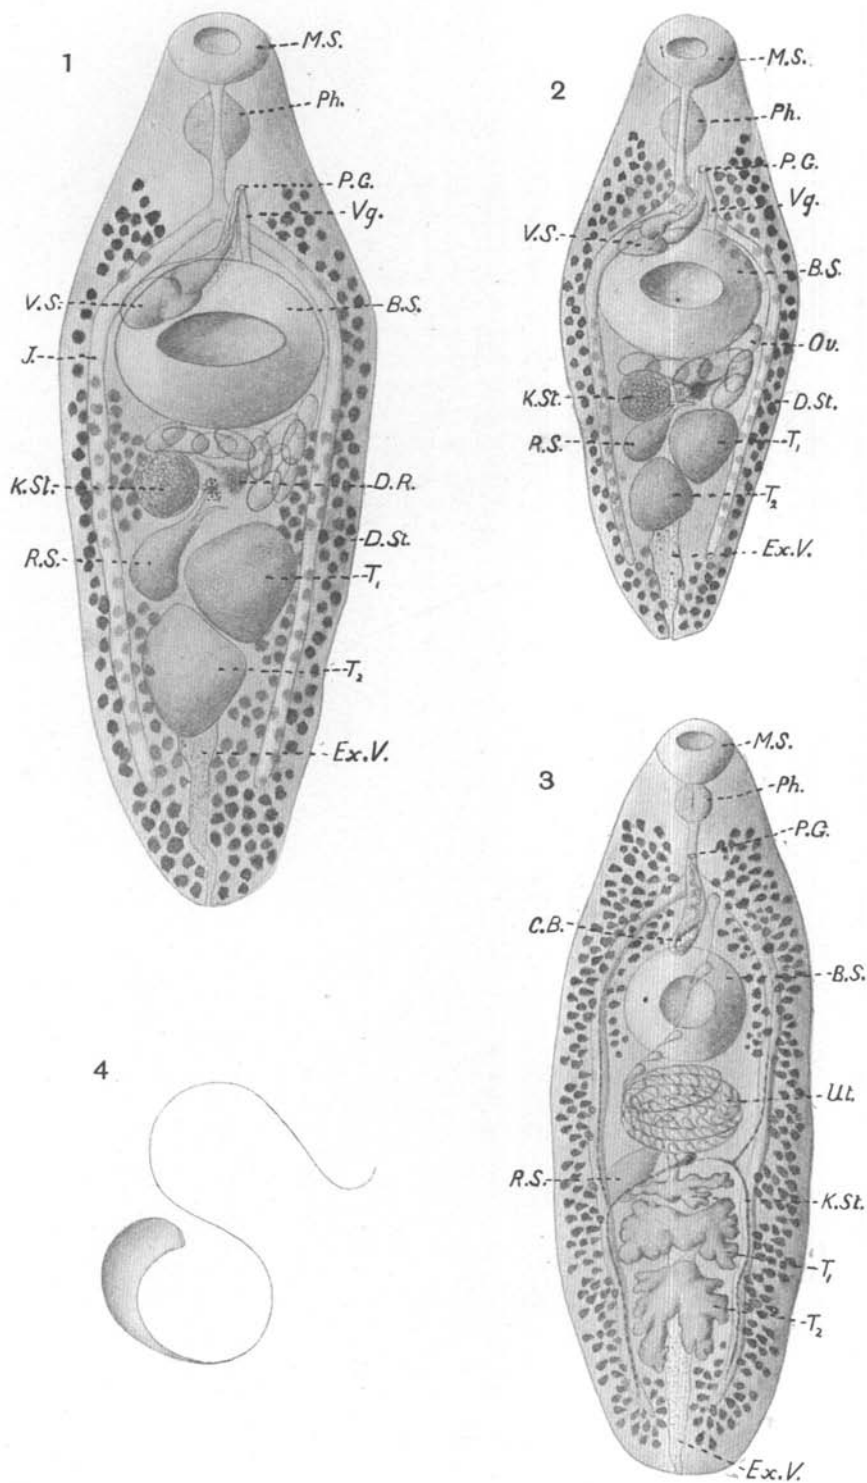 1
M.S.
Ph.
P.G.
Vg.
V.S.
B.S.
J.
K.St.
D.R.
D.St.
R.S.
T₁
T₂
Ex.V.
2
M.S.
Ph.
P.G.
Vg.
V.S.
B.S.
Ov.
K.St.
D.St.
R.S.
T₁
T₂
Ex.V.
3
M.S.
Ph.
P.G.
C.B.
B.S.
Ut.
R.S.
K.St.
T₁
T₂
Ex.V.
4